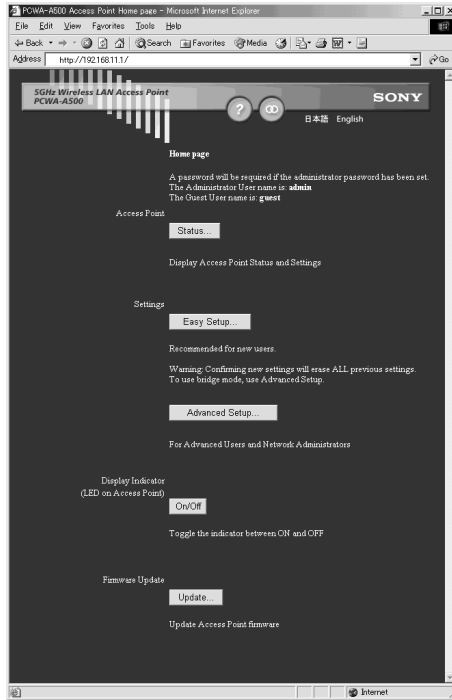 PCWA-A500 Access Point Home page - Microsoft Internet Explorer
File Edit View Favorites Tools Help
Back Search Favorites Media
Address http://192.168.11.1/ Go
5GHz Wireless LAN Access Point
PCWA-A500
SONY
?
日本語 English
Home page
A password will be required if the administrator password has been set.
The Administrator User name is: admin
The Guest User name is: guest
Access Point
Status...
Display Access Point Status and Settings
Settings
Easy Setup...
Recommended for new users.
Warning: Confirming new settings will erase ALL previous settings.
To use bridge mode, use Advanced Setup.
Advanced Setup...
For Advanced Users and Network Administrators
Display Indicator
(LED on Access Point)
On/Off
Toggle the indicator between ON and OFF
Firmware Update
Update...
Update Access Point firmware
Internet